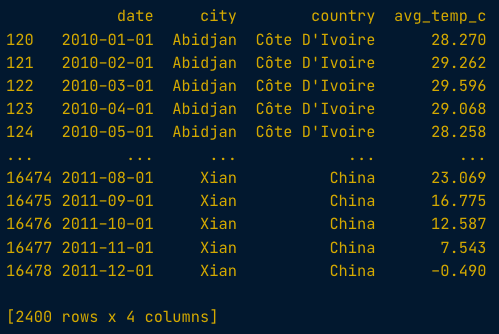 date city country avg_temp_c
120 2010-01-01 Abidjan Côte D'Ivoire 28.270
121 2010-02-01 Abidjan Côte D'Ivoire 29.262
122 2010-03-01 Abidjan Côte D'Ivoire 29.596
123 2010-04-01 Abidjan Côte D'Ivoire 29.068
124 2010-05-01 Abidjan Côte D'Ivoire 28.258
... ... ... ... ...
16474 2011-08-01 Xian China 23.069
16475 2011-09-01 Xian China 16.775
16476 2011-10-01 Xian China 12.587
16477 2011-11-01 Xian China 7.543
16478 2011-12-01 Xian China -0.490
[2400 rows x 4 columns]